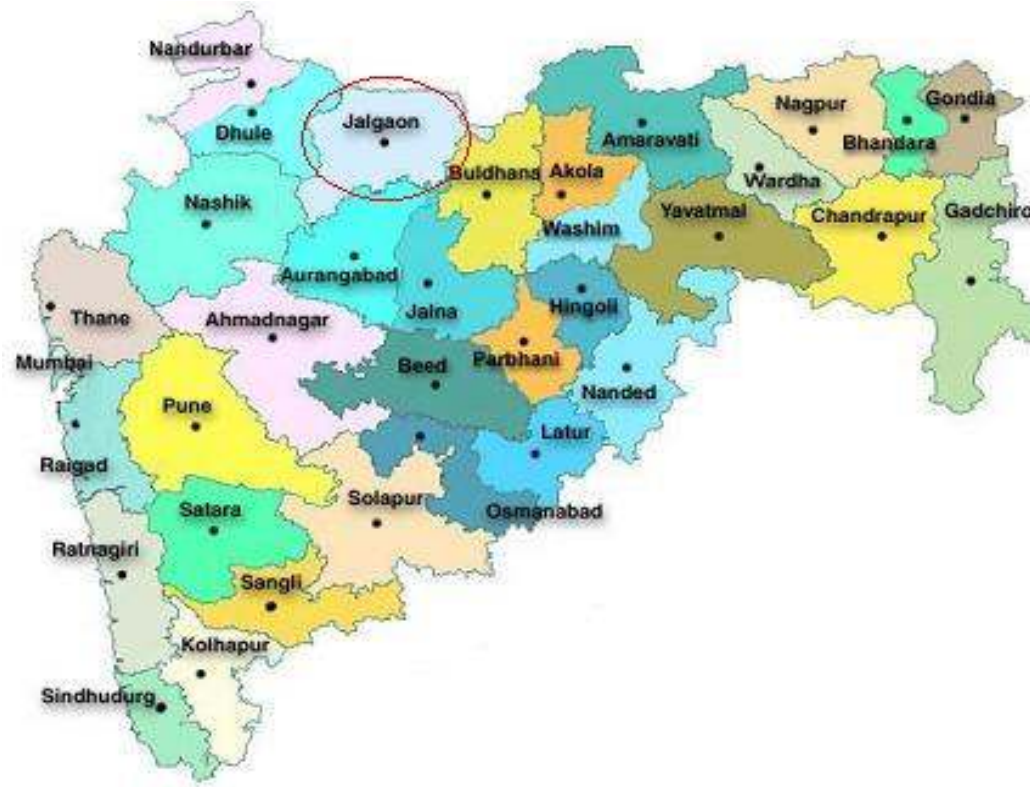 Nandurbar
Dhule
Jalgaon
Nashik
Buldhana
Akola
Amaravati
Nagpur
Bhandara
Gondia
Wardha
Washim
Yavatmal
Chandrapur
Gadchiro
Aurangabad
Jalna
Hingoli
Thane
Ahmadnagar
Mumbai
Beed
Parbhani
Nanded
Pune
Latur
Raigad
Solapur
Osmanabad
Satara
Ratnagiri
Sangli
Kolhapur
Sindhudurg